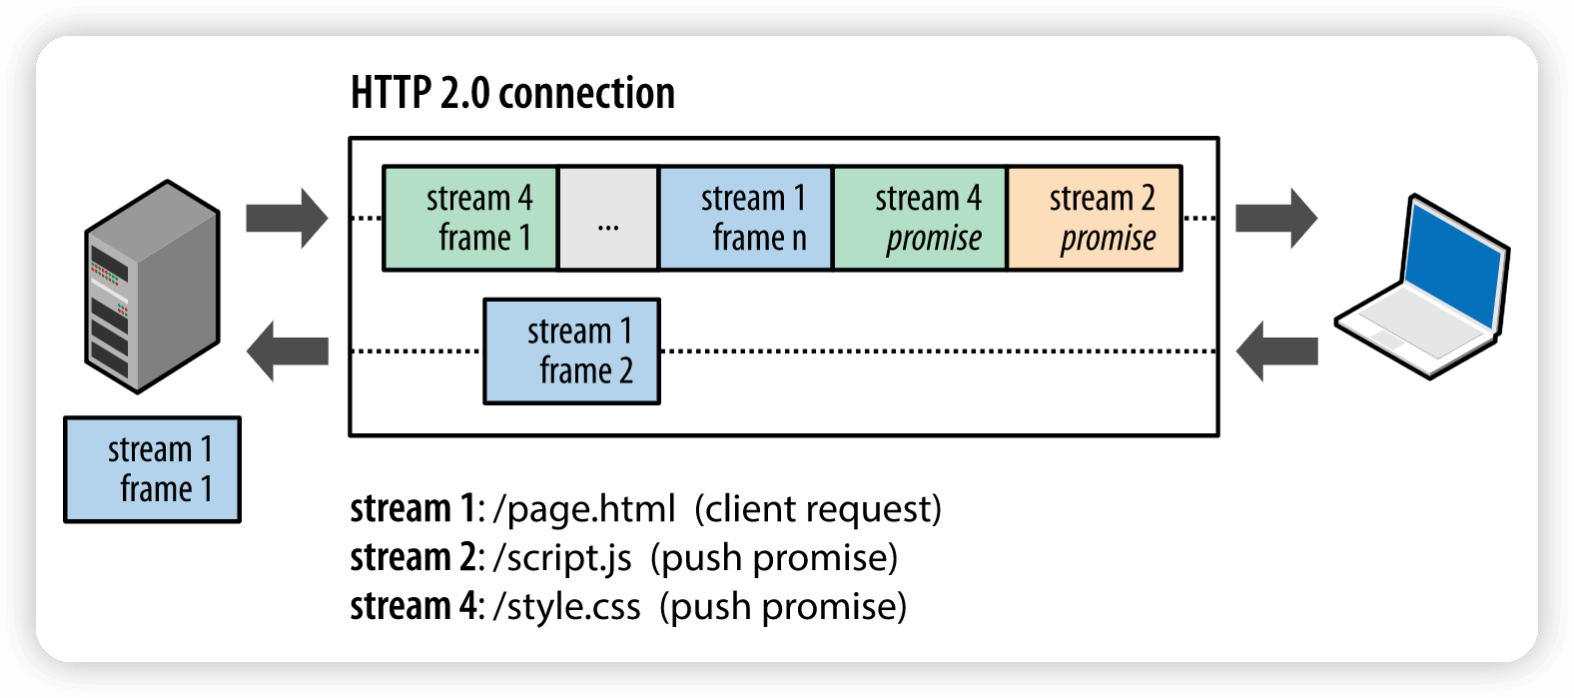 HTTP 2.0 connection
stream 4
frame 1
...
stream 1
frame n
stream 4
promise
stream 2
promise
stream 1
frame 2
stream 1
frame 1
stream 1: /page.html (client request)
stream 2: /script.js (push promise)
stream 4: /style.css (push promise)